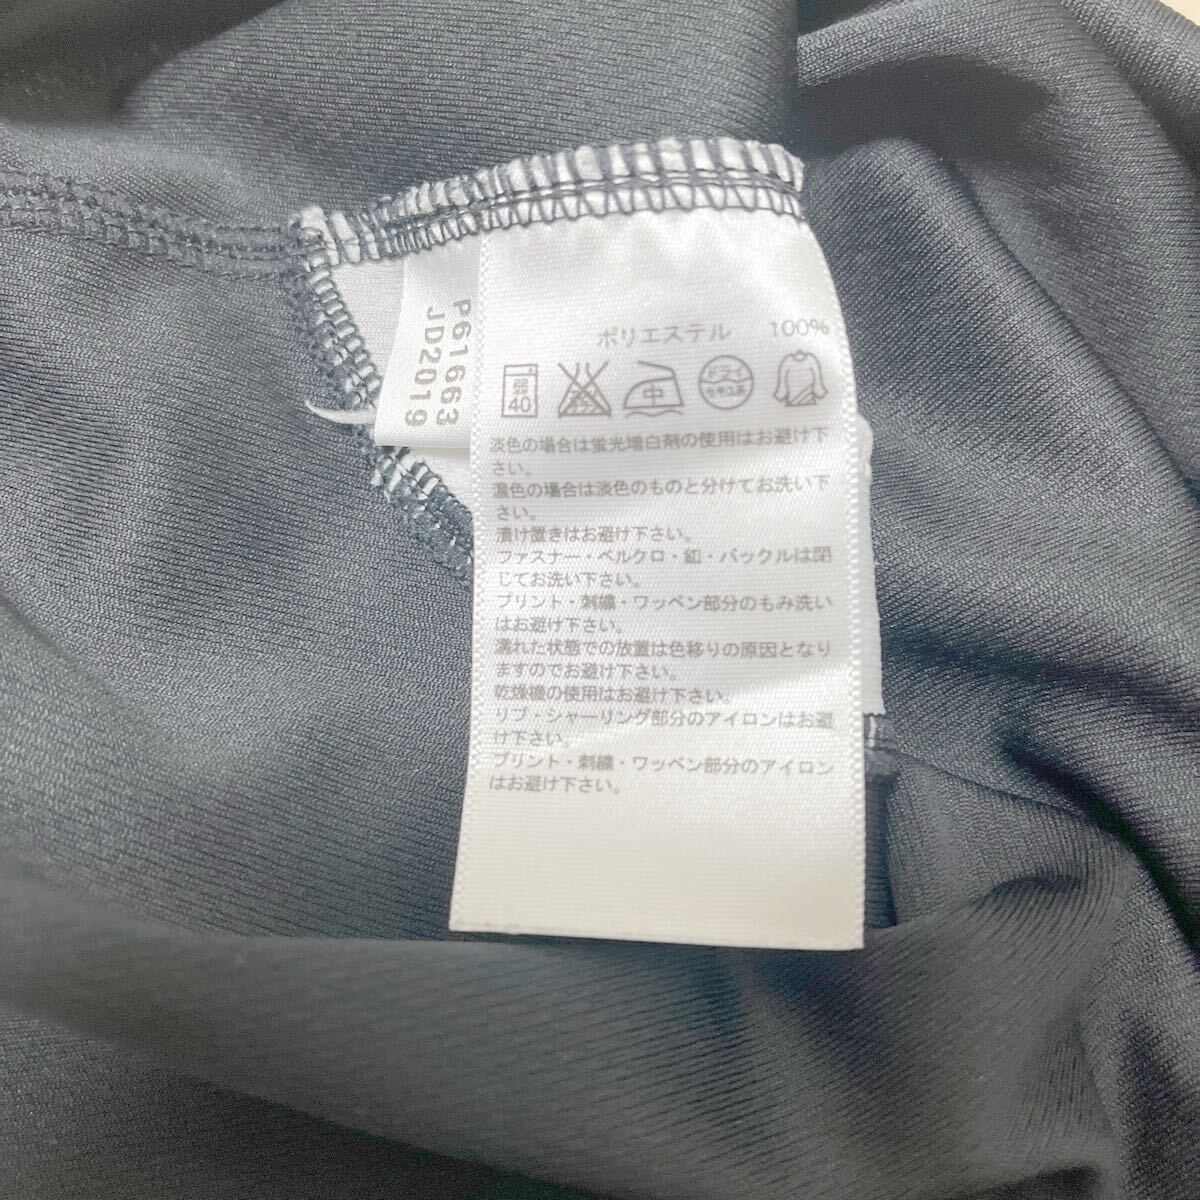 P61663
JD2019
ポリエステル 100%
弱
40
中
ドライ
セキユ系
淡色の場合は蛍光増白剤の使用はお避け下
さい。
濃色の場合は淡色のものと分けてお洗い下
さい。
漬け置きはお避け下さい。
ファスナー・ベルクロ・釦・バックルは閉
じてお洗い下さい。
プリント・刺繍・ワッペン部分のもみ洗い
はお避け下さい。
濡れた状態での放置は色移りの原因となり
ますのでお避け下さい。
乾燥機の使用はお避け下さい。
リブ・シャーリング部分のアイロンはお避
け下さい。
プリント・刺繍・ワッペン部分のアイロン
はお避け下さい。